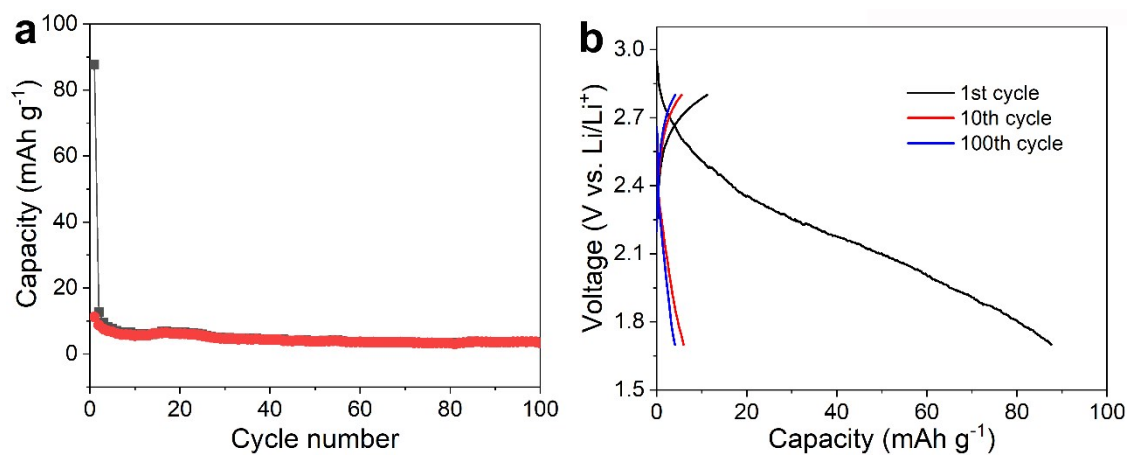 a
100
80
60
40
20
0
Capacity (mAh g⁻¹)
0 20 40 60 80 100
Cycle number
b
3.0
2.7
2.4
2.1
1.8
1.5
Voltage (V vs. Li/Li⁺)
1st cycle
10th cycle
100th cycle
0 20 40 60 80 100
Capacity (mAh g⁻¹)